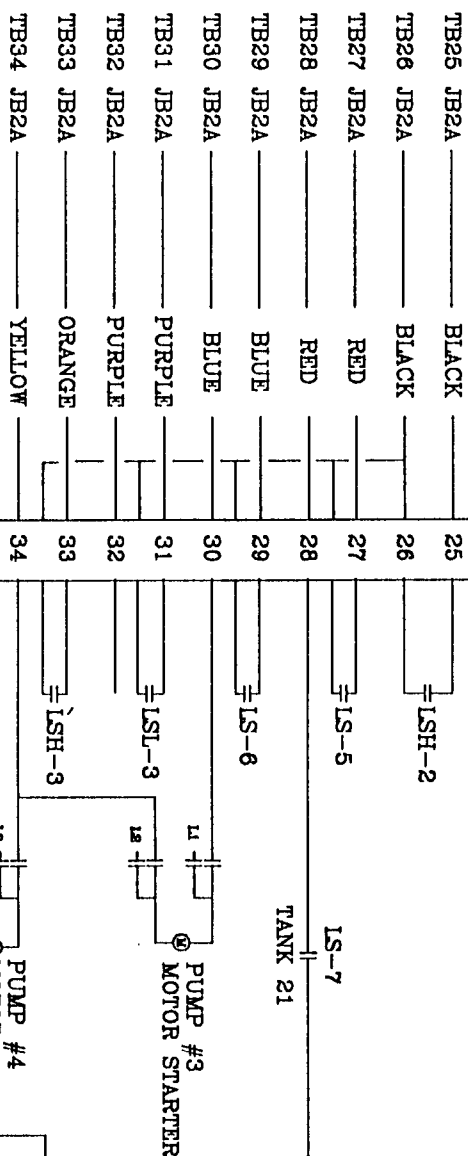 TB25 JB2A BLACK 25
TB26 JB2A BLACK 26
LSH-2
TB27 JB2A RED 27
LS-5
TB28 JB2A RED 28
LS-7
TANK 21
TB29 JB2A BLUE 29
LS-6
TB30 JB2A BLUE 30
L1
M
PUMP #3
MOTOR STARTER
TB31 JB2A PURPLE 31
LSL-3
L2
TB32 JB2A PURPLE 32
TB33 JB2A ORANGE 33
LSH-3
TB34 JB2A YELLOW 34
PUMP #4